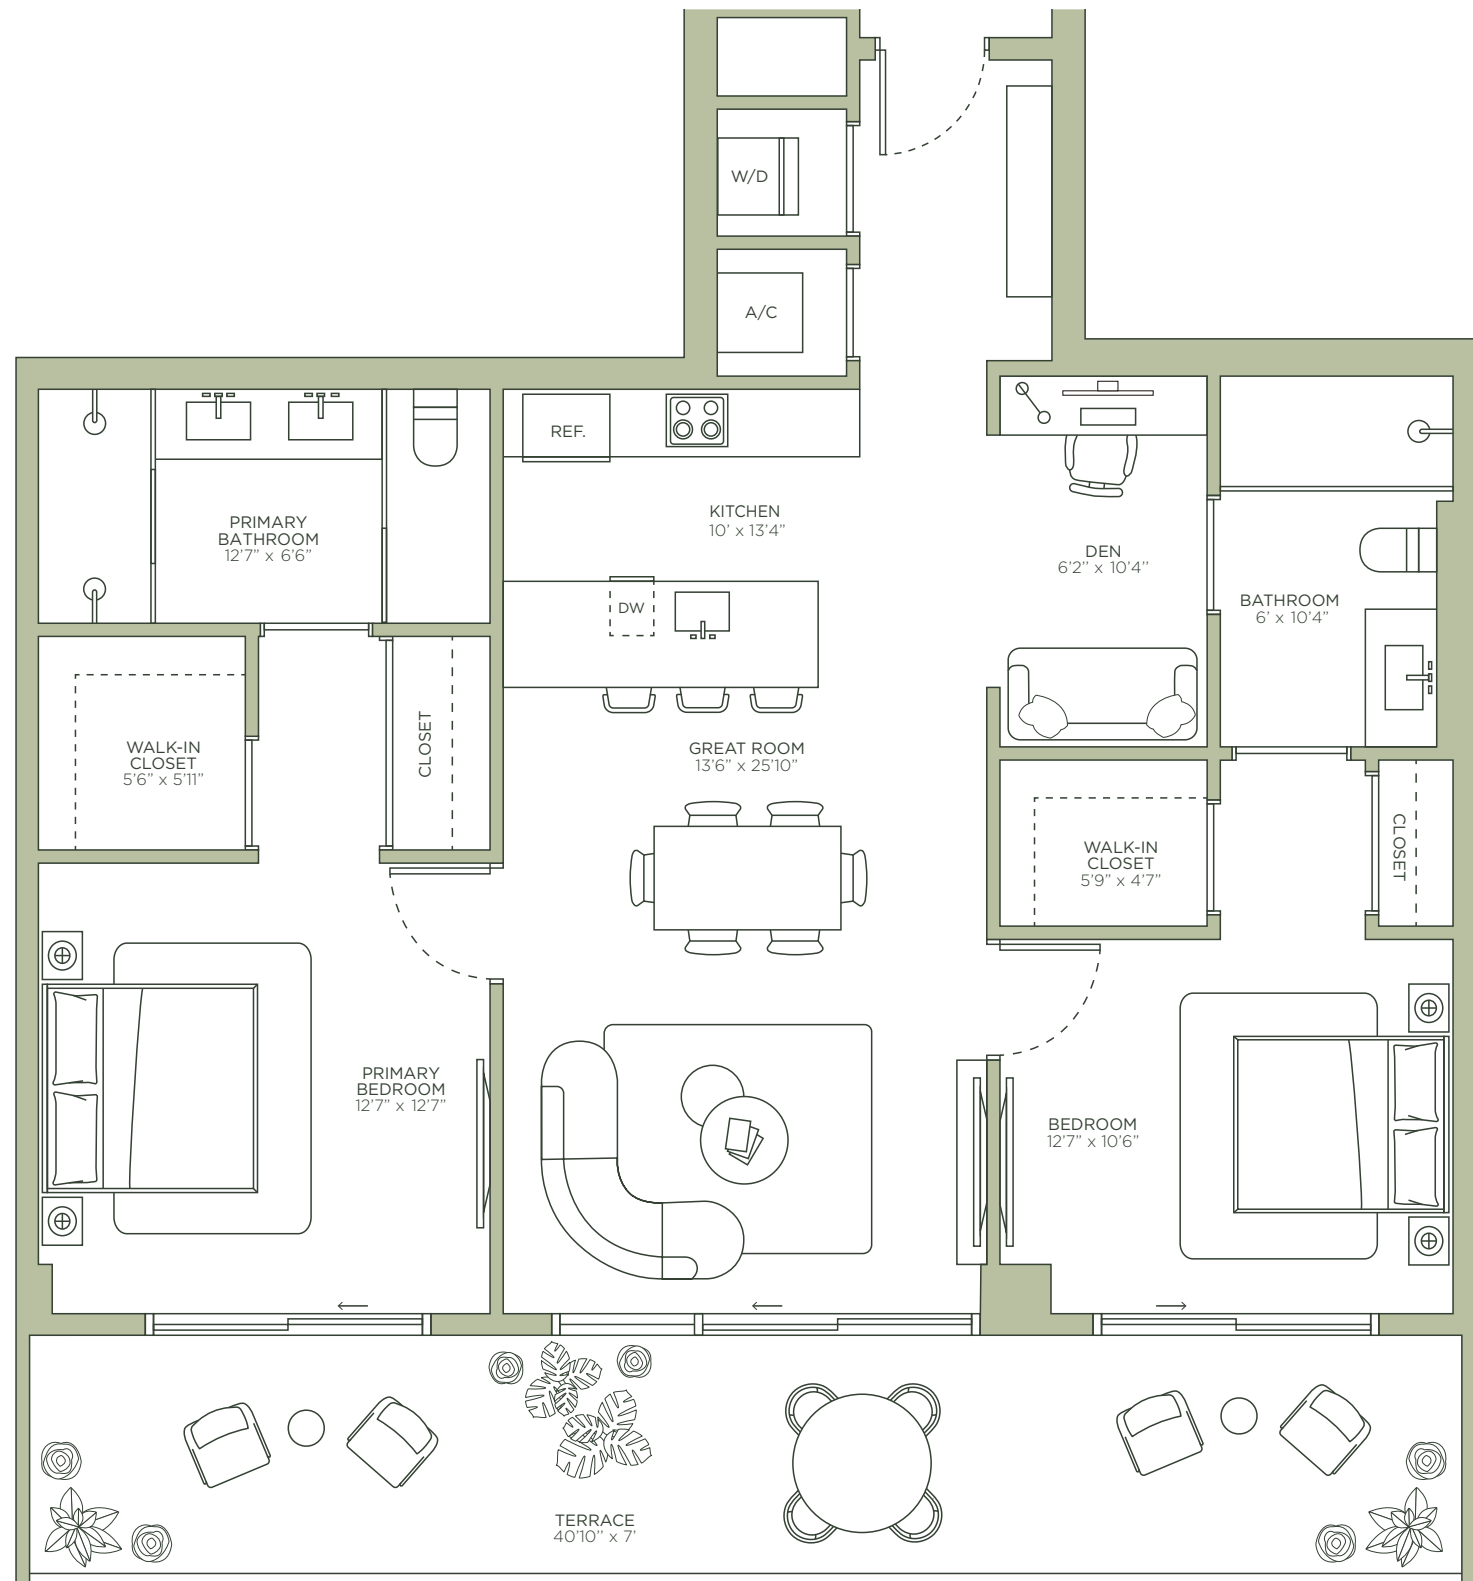 W/D
A/C
REF.
KITCHEN
10' x 13'4"
PRIMARY
BATHROOM
12'7" x 6'6"
DEN
6'2" x 10'4"
BATHROOM
6' x 10'4"
DW
WALK-IN
CLOSET
5'6" x 5'11"
CLOSET
GREAT ROOM
13'6" x 25'10"
WALK-IN
CLOSET
5'9" x 4'7"
CLOSET
PRIMARY
BEDROOM
12'7" x 12'7"
BEDROOM
12'7" x 10'6"
TERRACE
40'10" x 7'